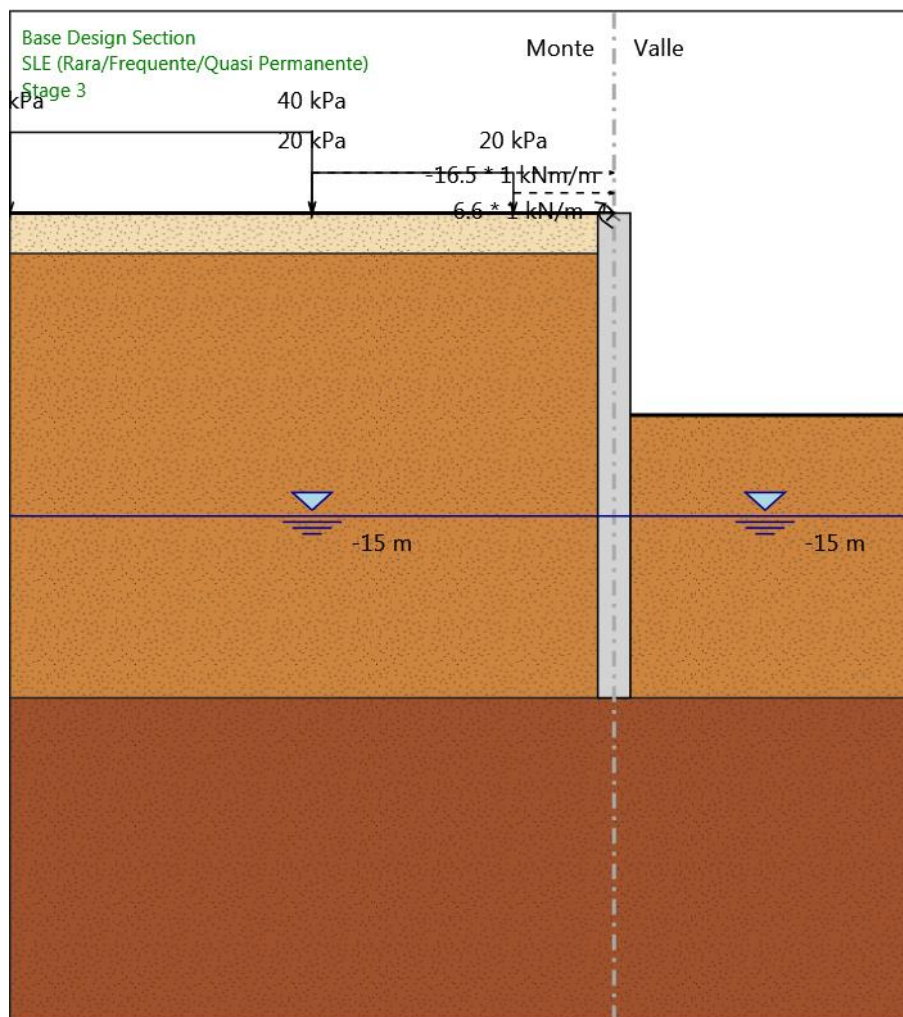 Base Design Section
SLE (Rara/Frequente/Quasi Permanente)
Stage 3
Monte
Valle
kPa
40 kPa
20 kPa
20 kPa
-16.5 * 1 kNm/m
6.6 * 1 kN/m
-15 m
-15 m